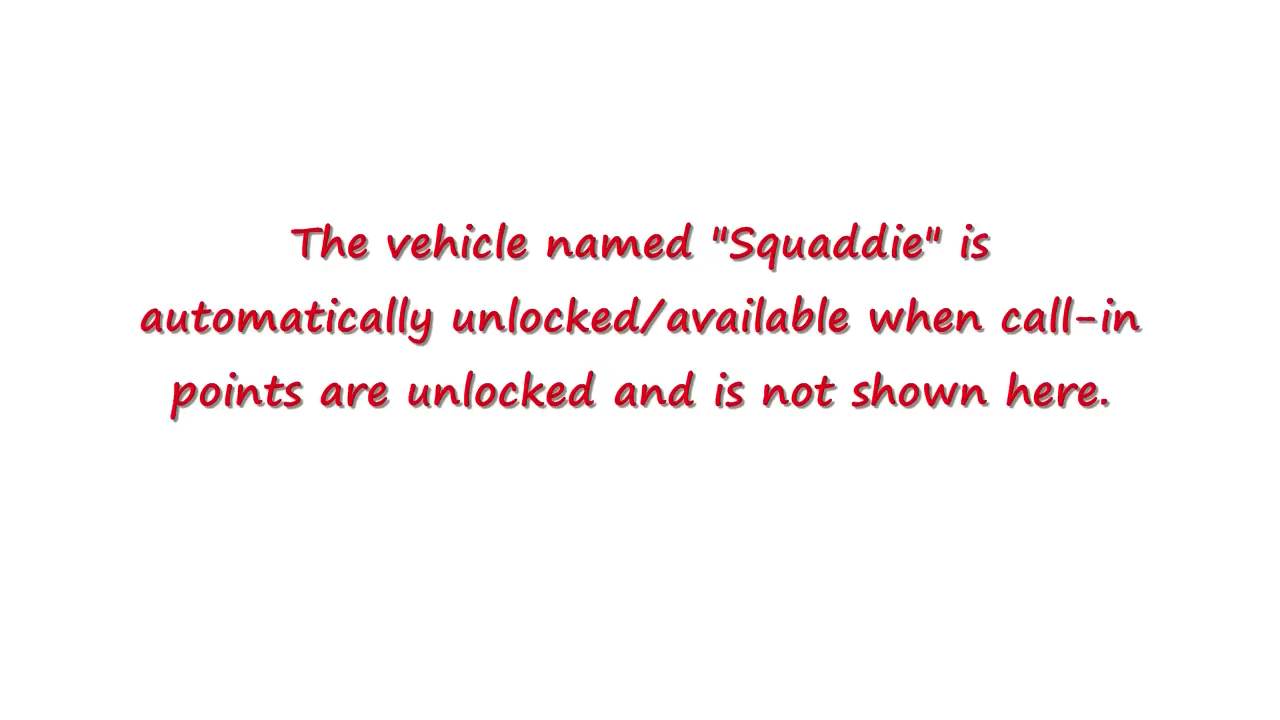 The vehicle named "Squaddie" is
automatically unlocked/available when call-in
points are unlocked and is not shown here.